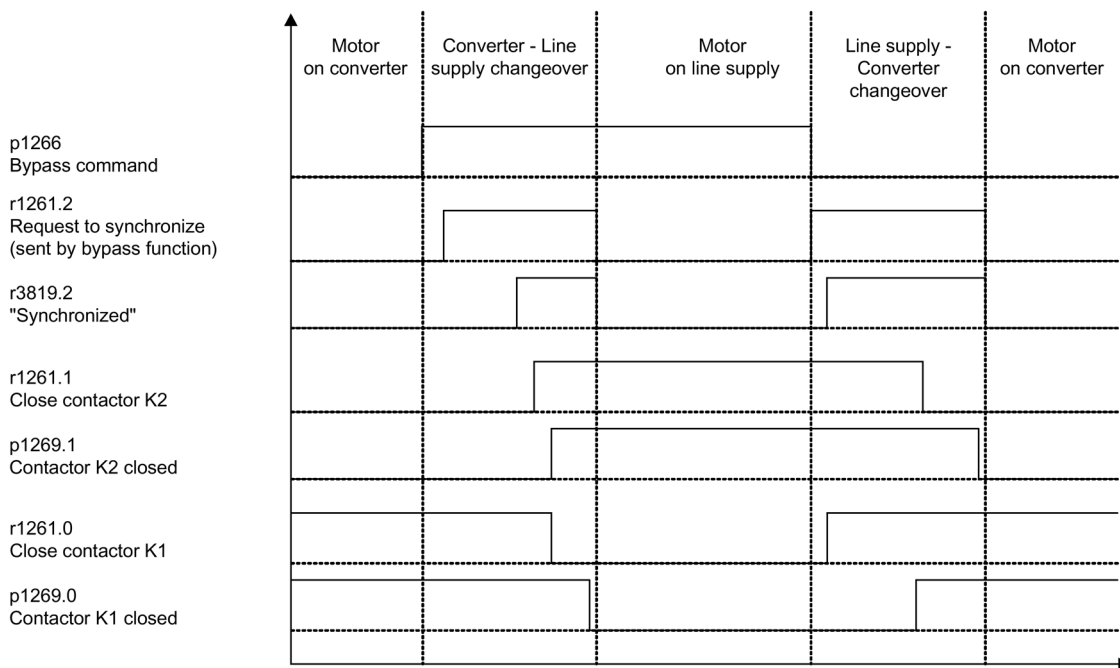 Motor
on converter
Converter - Line
supply changeover
Motor
on line supply
Line supply -
Converter
changeover
Motor
on converter
p1266
Bypass command
r1261.2
Request to synchronize
(sent by bypass function)
r3819.2
"Synchronized"
r1261.1
Close contactor K2
p1269.1
Contactor K2 closed
r1261.0
Close contactor K1
p1269.0
Contactor K1 closed